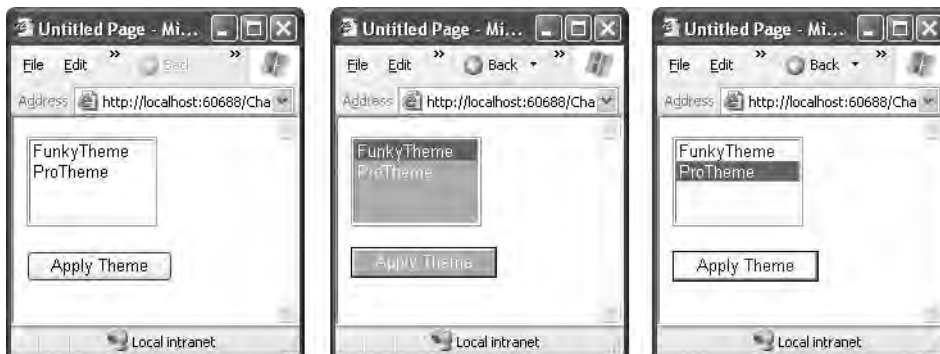 Untitled Page - Mi...
File Edit » Back »
Address http://localhost:60688/Cha
FunkyTheme
ProTheme
Apply Theme
Local intranet
Untitled Page - Mi...
File Edit » Back »
Address http://localhost:60688/Cha
FunkyTheme
ProTheme
Apply Theme
Local intranet
Untitled Page - Mi...
File Edit » Back »
Address http://localhost:60688/Cha
FunkyTheme
ProTheme
Apply Theme
Local intranet